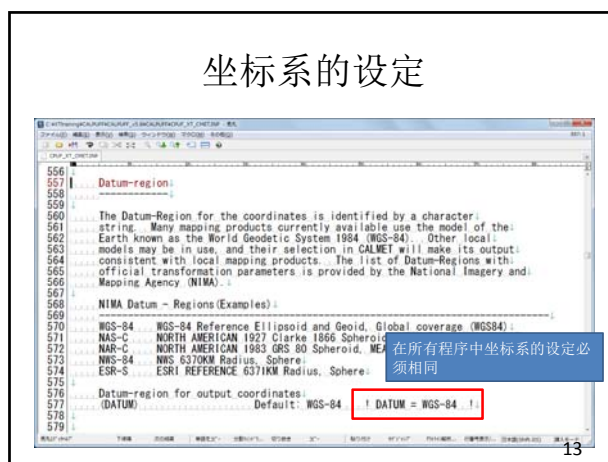 坐标系的设定
556
557 Datum-region
558 --------------
559
560 The Datum-Region for the coordinates is identified by a character
561 string. Many mapping products currently available use the model of the
562 Earth known as the World Geodetic System 1984 (WGS-84). Other local
563 models may be in use, and their selection in CALMET will make its output
564 consistent with local mapping products. The list of Datum-Regions with
565 official transformation parameters is provided by the National Imagery and
566 Mapping Agency (NIMA).
567
568 NIMA Datum - Regions(Examples)
569 ------------------------------------------------------------------------------
570 WGS-84 WGS-84 Reference Ellipsoid and Geoid, Global coverage (WGS84)
571 NAS-C NORTH AMERICAN 1927 Clarke 1866 Spheroid
572 NAR-C NORTH AMERICAN 1983 GRS 80 Spheroid, MEA
573 NWS-84 NWS 6370KM Radius, Sphere
574 ESR-S ESRI REFERENCE 6371KM Radius, Sphere
575
576 Datum-region for output coordinates
577 (DATUM) Default: WGS-84 ! DATUM = WGS-84 !
578
579
在所有程序中坐标系的设定必
须相同
13